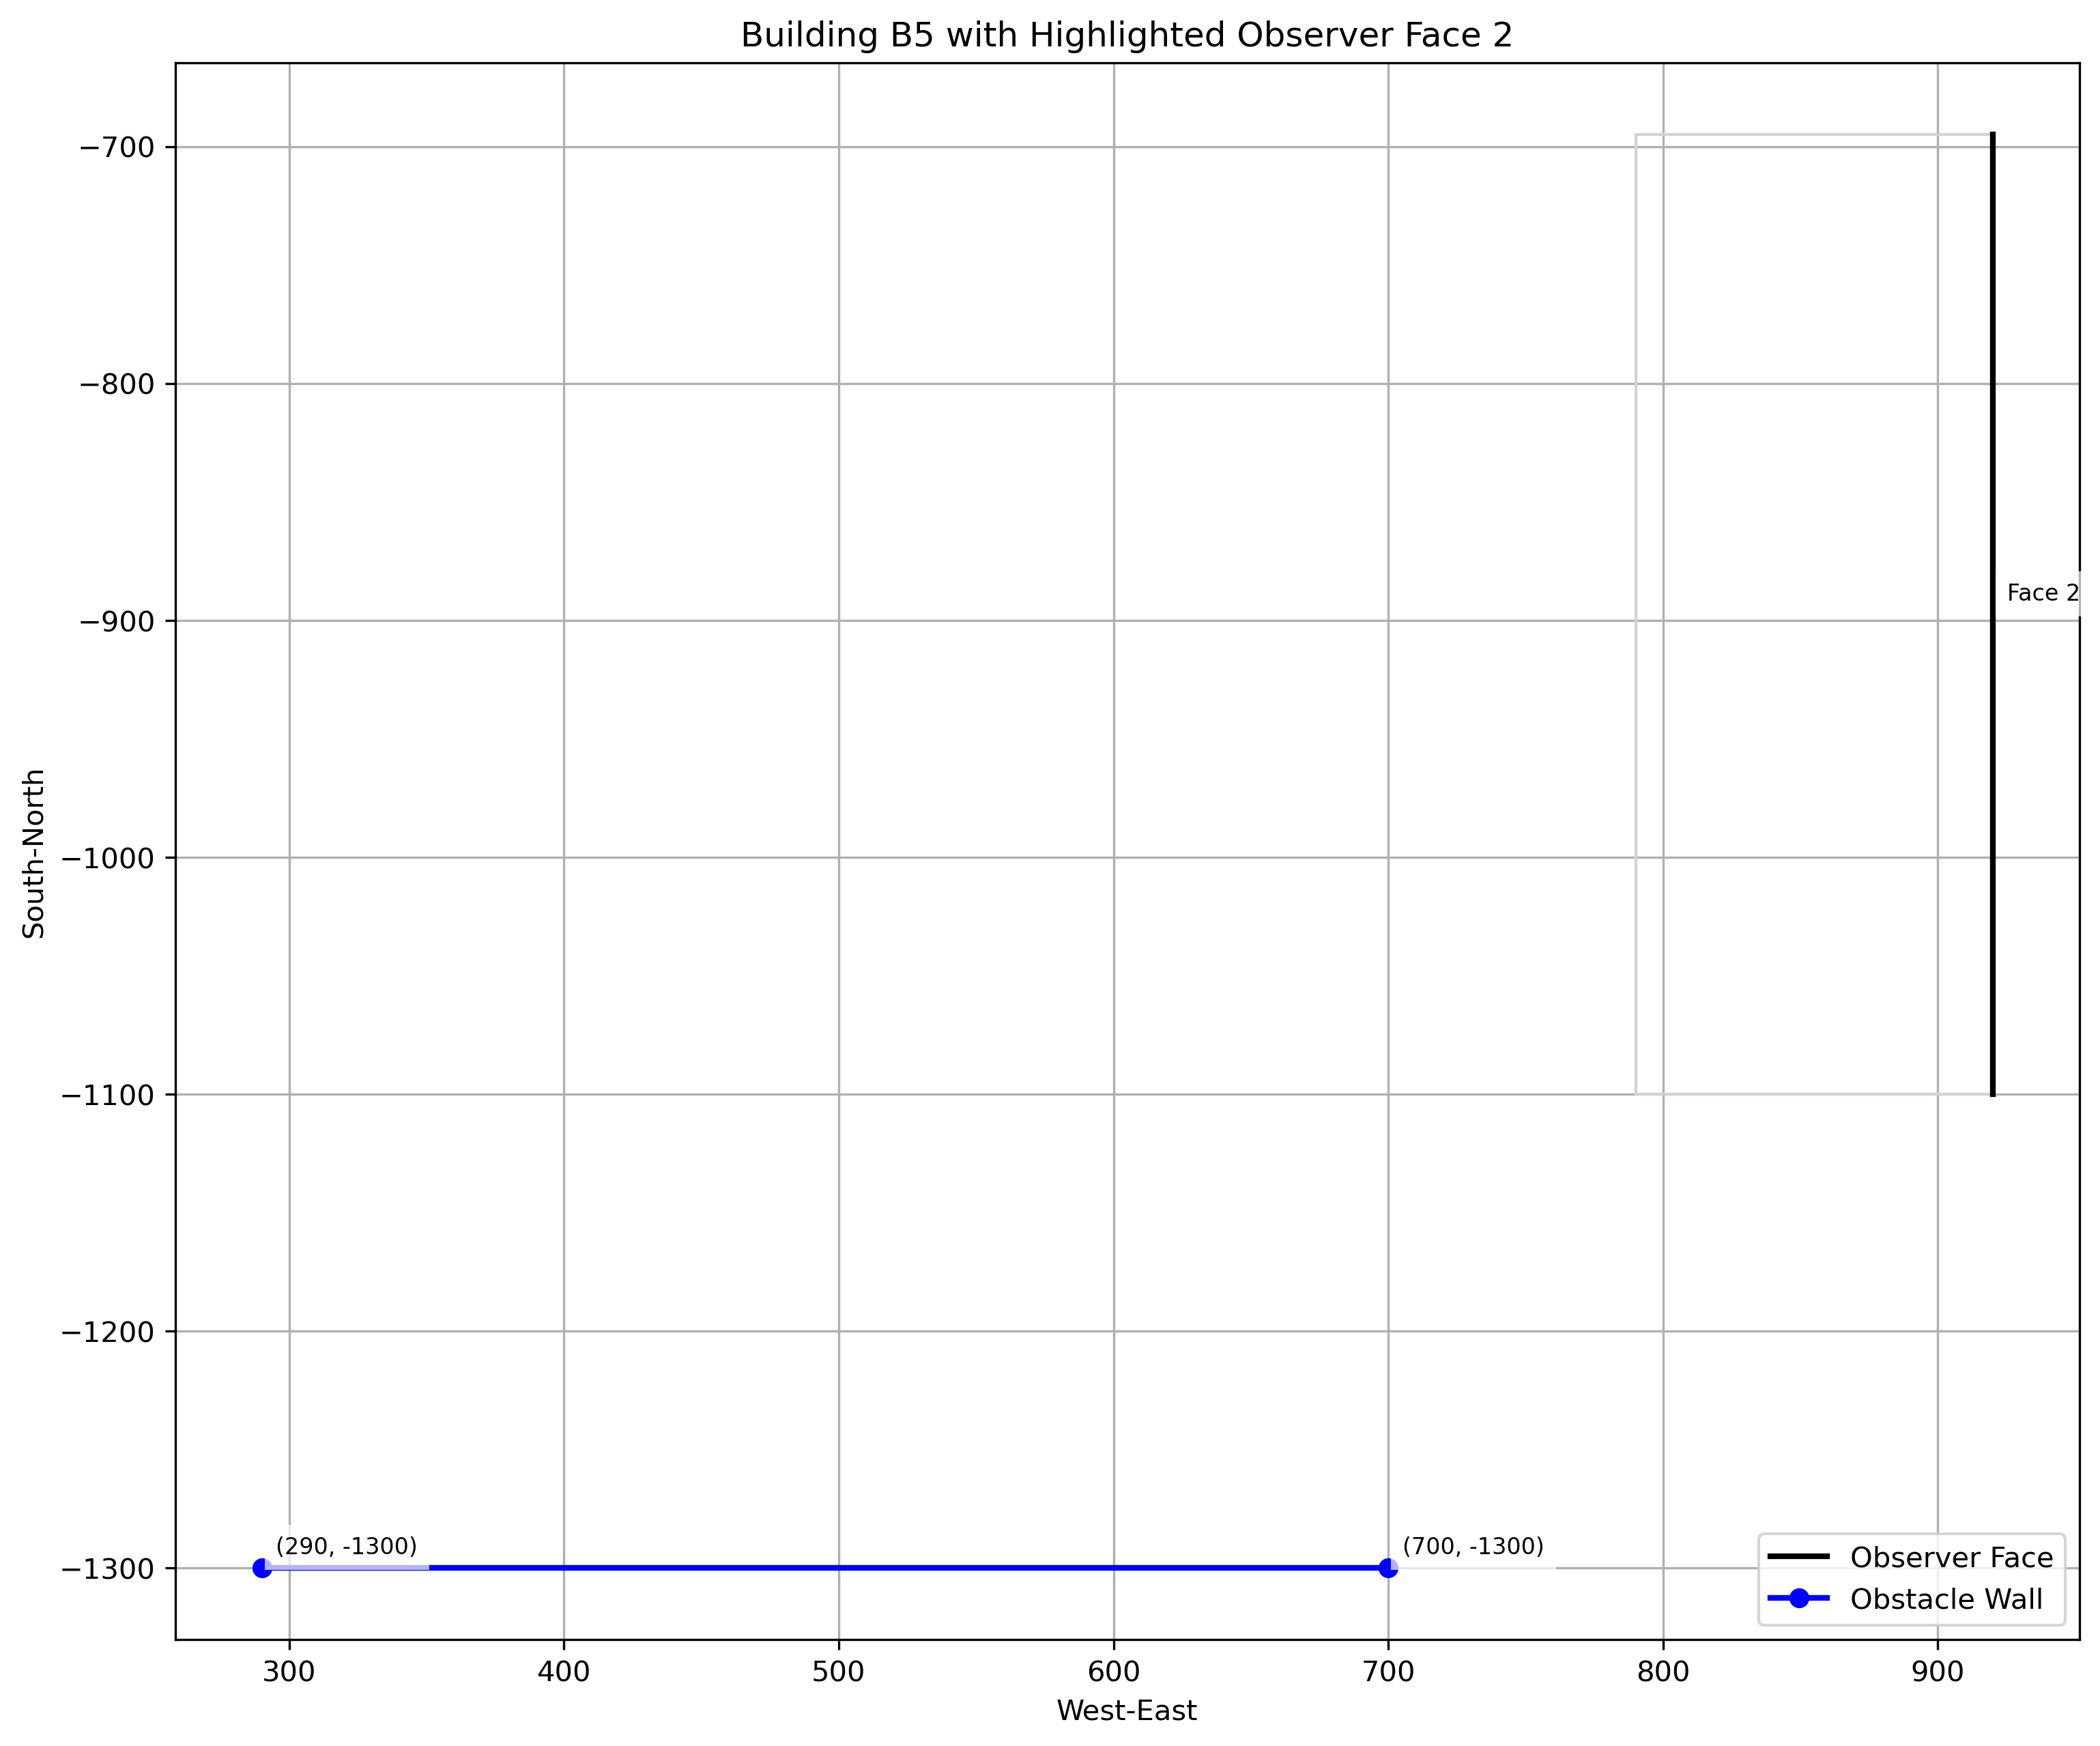 Building B5 with Highlighted Observer Face 2
South-North
−700
−800
−900
−1000
−1100
−1200
−1300
Face 2
(290, -1300)
(700, -1300)
Observer Face
Obstacle Wall
300
400
500
600
700
800
900
West-East